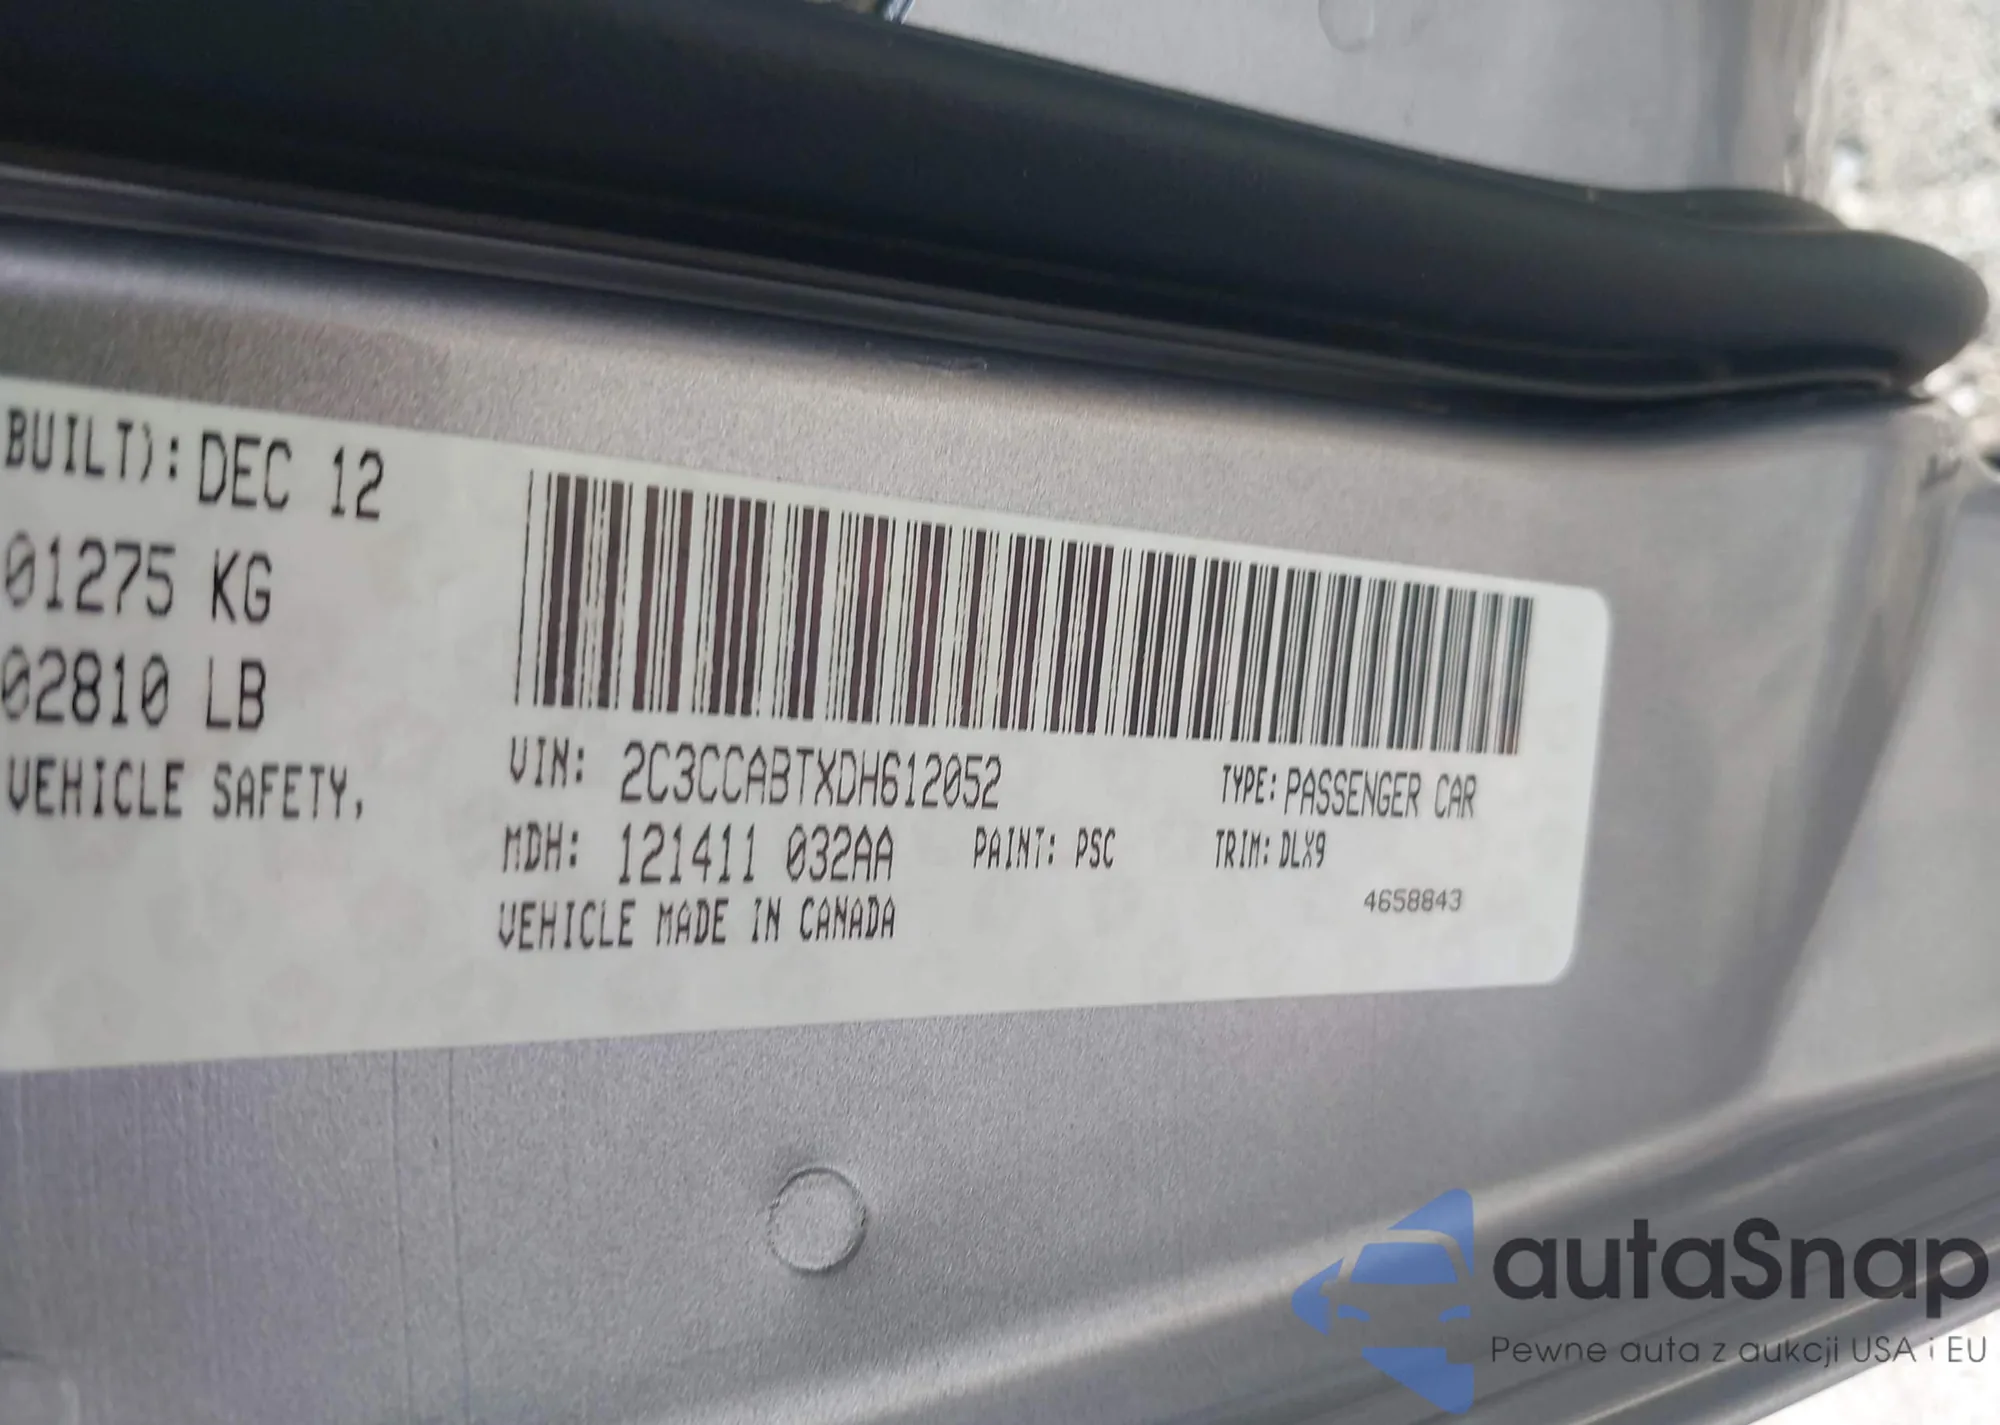 BUILT): DEC 12
01275 KG
02810 LB
VEHICLE SAFETY,
VIN: 2C3CCABTXDH612052
TYPE: PASSENGER CAR
MDH: 121411 032AA
PAINT: PSC
TRIM: DLX9
4658843
VEHICLE MADE IN CANADA
autaSnap
Pewne auta z aukcji USA i EU